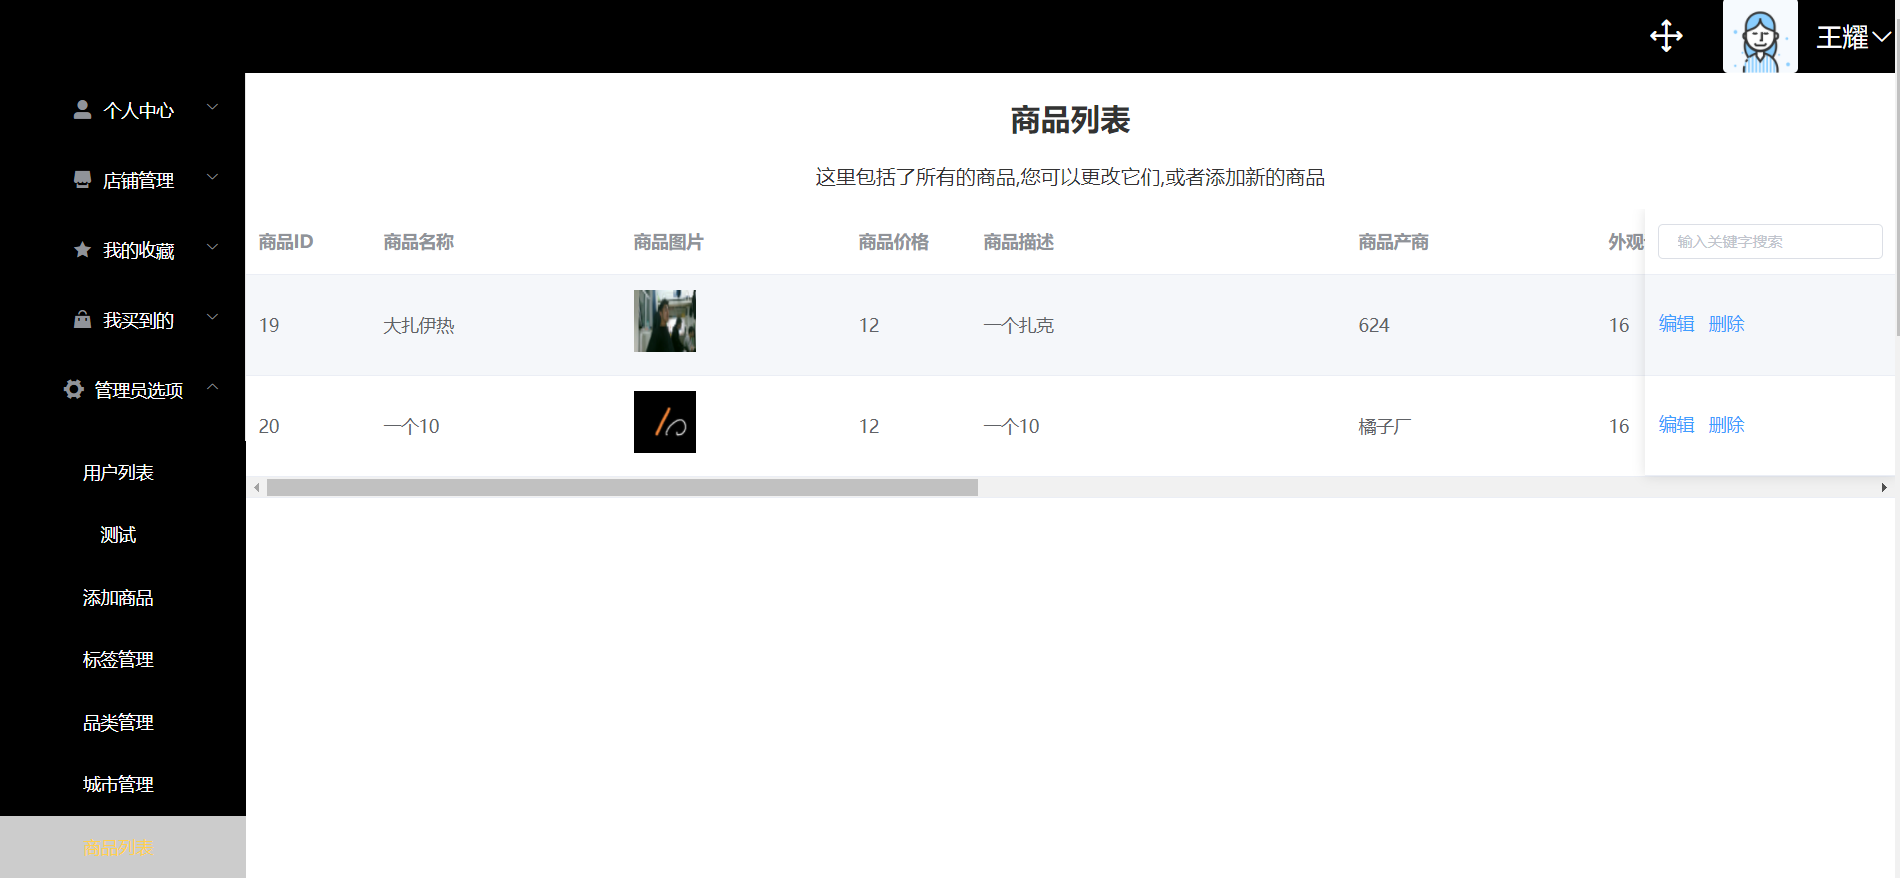 王耀
个人中心
店铺管理
我的收藏
我买到的
管理员选项
用户列表
测试
添加商品
标签管理
品类管理
城市管理
商品列表
商品列表
这里包括了所有的商品,您可以更改它们,或者添加新的商品
商品ID 商品名称 商品图片 商品价格 商品描述 商品产商 外观 输入关键字搜索
19 大扎伊热 12 一个扎克 624 16 编辑 删除
20 一个10 12 一个10 橘子厂 16 编辑 删除